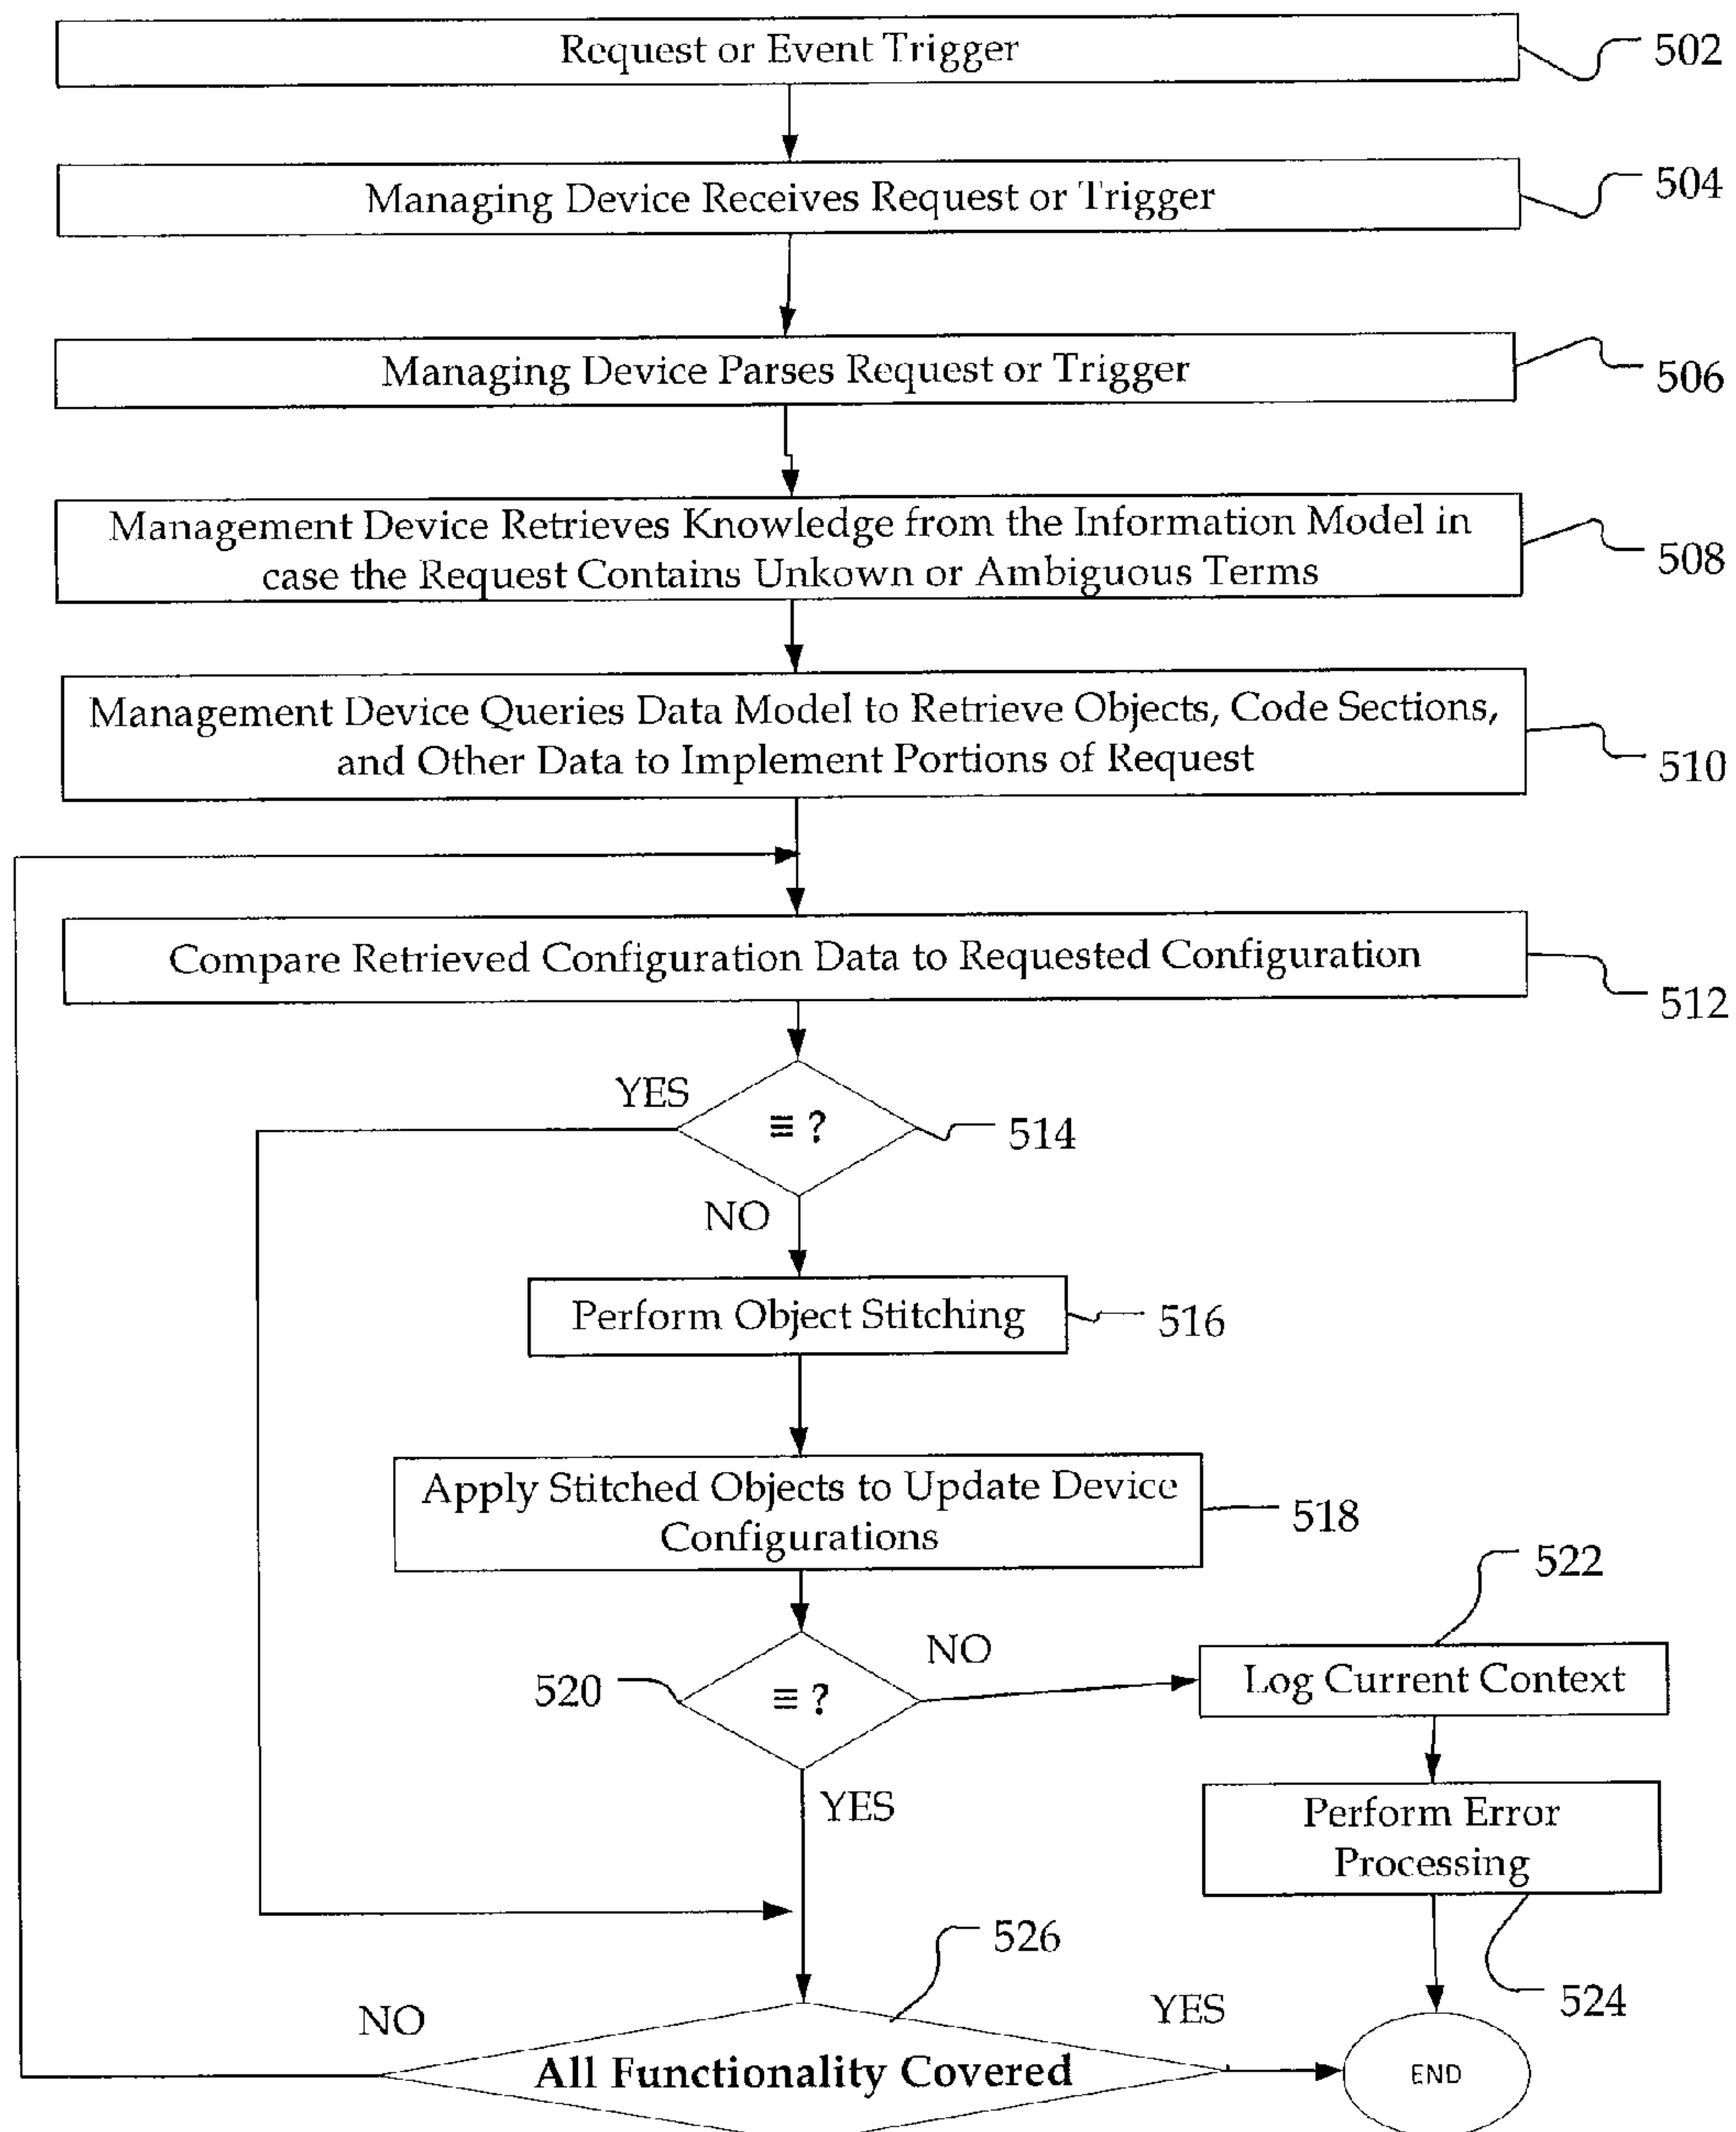 Request or Event Trigger
502
Managing Device Receives Request or Trigger
504
Managing Device Parses Request or Trigger
506
Management Device Retrieves Knowledge from the Information Model in
case the Request Contains Unkown or Ambiguous Terms
508
Management Device Queries Data Model to Retrieve Objects, Code Sections,
and Other Data to Implement Portions of Request
510
Compare Retrieved Configuration Data to Requested Configuration
512
YES
≡ ?
514
NO
Perform Object Stitching
516
Apply Stitched Objects to Update Device
Configurations
518
522
NO
Log Current Context
520
≡ ?
YES
Perform Error
Processing
526
524
NO
YES
All Functionality Covered
END